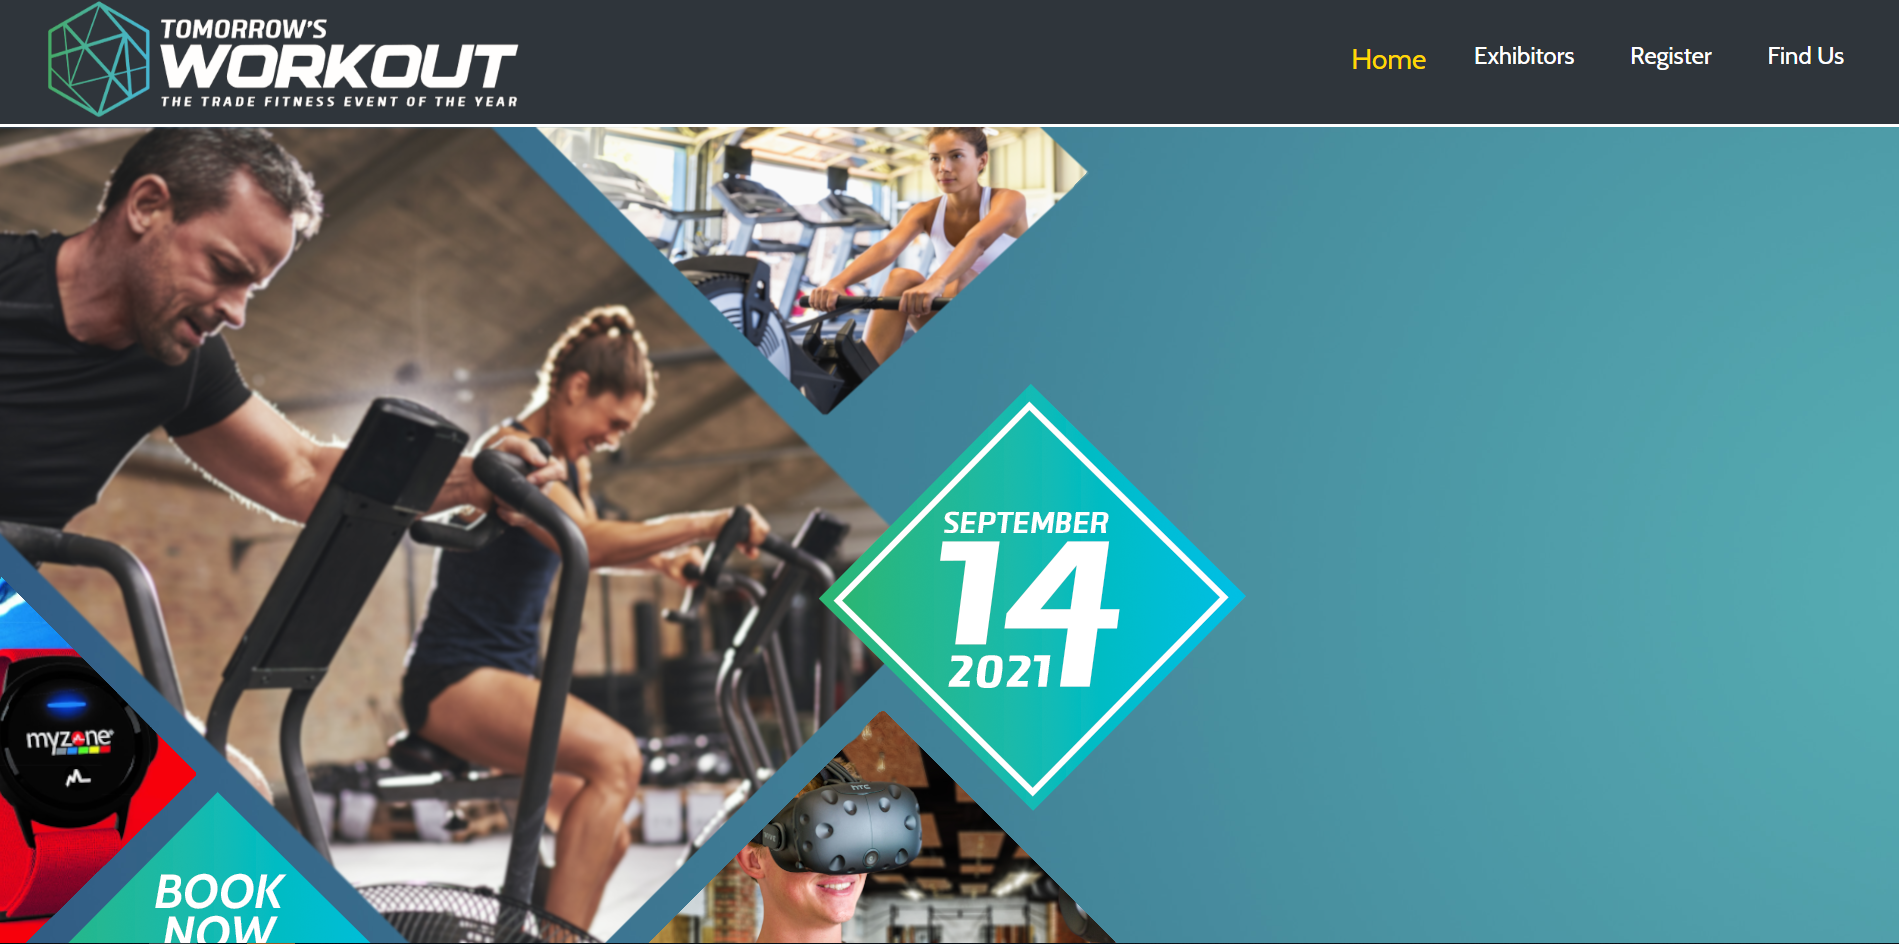 TOMORROW'S
WORKOUT
THE TRADE FITNESS EVENT OF THE YEAR
Home
Exhibitors
Register
Find Us
SEPTEMBER
14
2021
myzone
HTC
BOOK
NOW